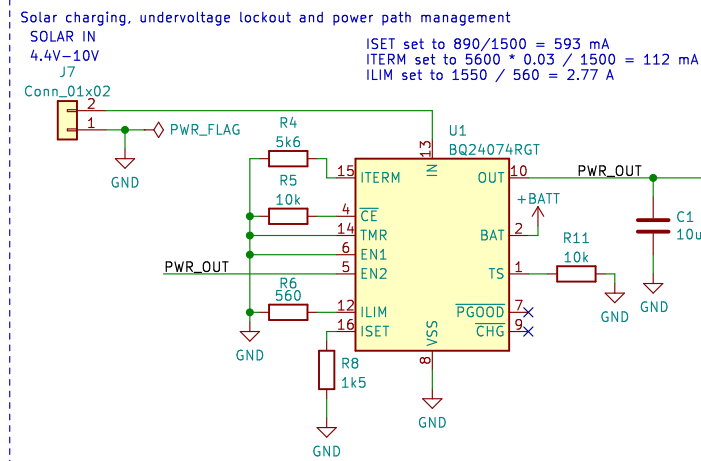 Solar charging, undervoltage lockout and power path management
SOLAR IN
4.4V-10V
ISET set to 890/1500 = 593 mA
ITERM set to 5600 * 0.03 / 1500 = 112 mA
ILIM set to 1550 / 560 = 2.77 A
J7
Conn_01x02
2
1
PWR_FLAG
GND
R4
5k6
R5
10k
PWR_OUT
R6
560
GND
R8
1k5
GND
U1
BQ24074RGT
13
IN
15
ITERM
4
CE
14
TMR
6
EN1
5
EN2
12
ILIM
16
ISET
OUT
10
BAT
2
TS
1
PGOOD
7
CHG
9
VSS
8
GND
PWR_OUT
+BATT
R11
10k
GND
C1
10u
GND